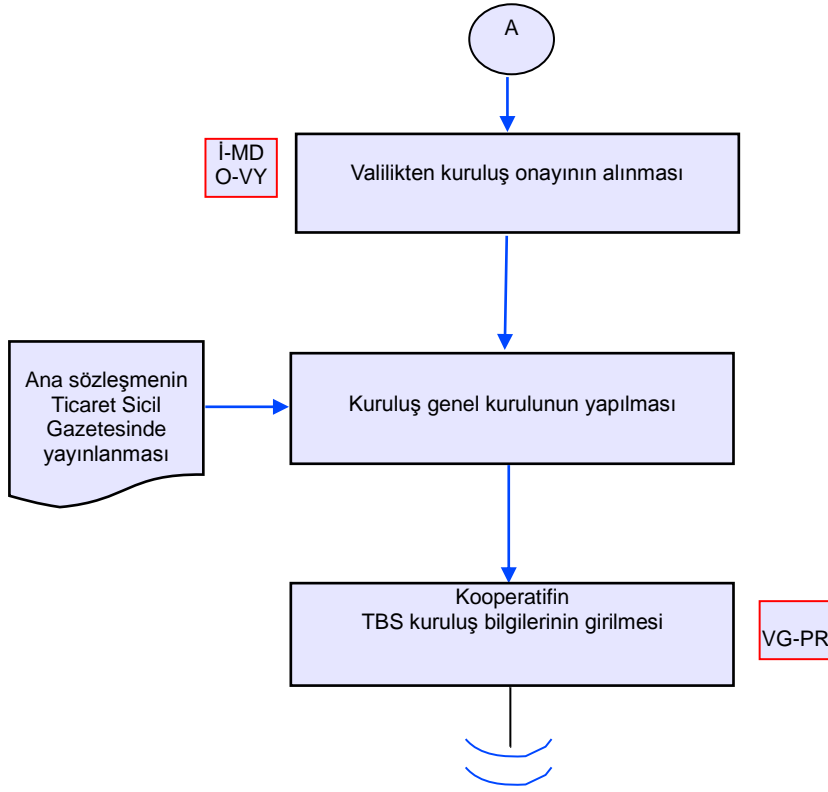 A
İ-MD
O-VY
Valilikten kuruluş onayının alınması
Ana sözleşmenin
Ticaret Sicil
Gazetesinde
yayınlanması
Kuruluş genel kurulunun yapılması
Kooperatifin
TBS kuruluş bilgilerinin girilmesi
VG-PR